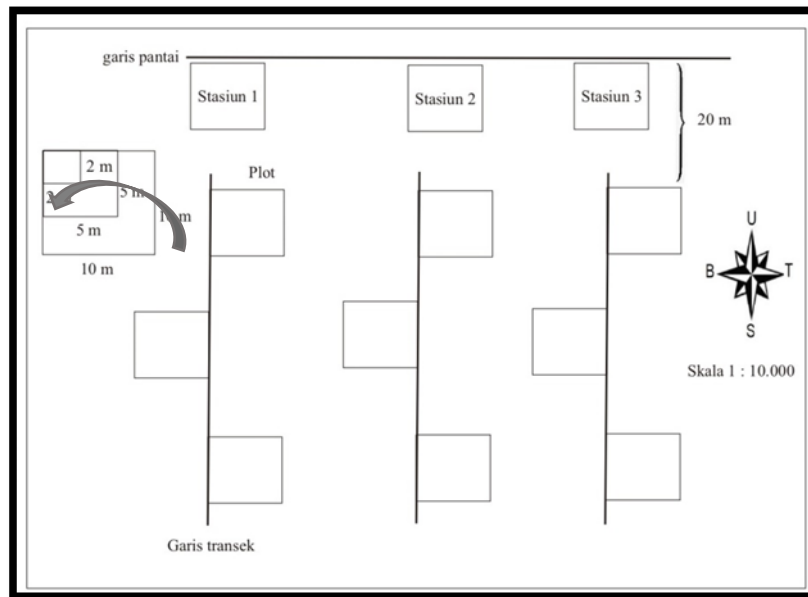 garis pantai
Stasiun 1
Stasiun 2
Stasiun 3
20 m
2 m
5 m
5 m
10 m
Plot
U
B
T
S
Skala 1 : 10.000
Garis transek